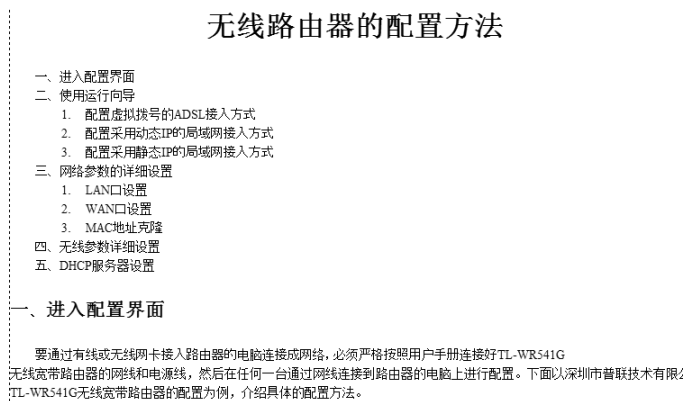 无线路由器的配置方法
一、进入配置界面
二、使用运行向导
1. 配置虚拟拨号的ADSL接入方式
2. 配置采用动态IP的局域网接入方式
3. 配置采用静态IP的局域网接入方式
三、网络参数的详细设置
1. LAN口设置
2. WAN口设置
3. MAC地址克隆
四、无线参数详细设置
五、DHCP服务器设置
一、进入配置界面
要通过有线或无线网卡接入路由器的电脑连接成网络，必须严格按照用户手册连接好TL-WR541G
无线宽带路由器的网线和电源线，然后在任何一台通过网线连接到路由器的电脑上进行配置。下面以深圳市普联技术有限
TL-WR541G无线宽带路由器的配置为例，介绍具体的配置方法。